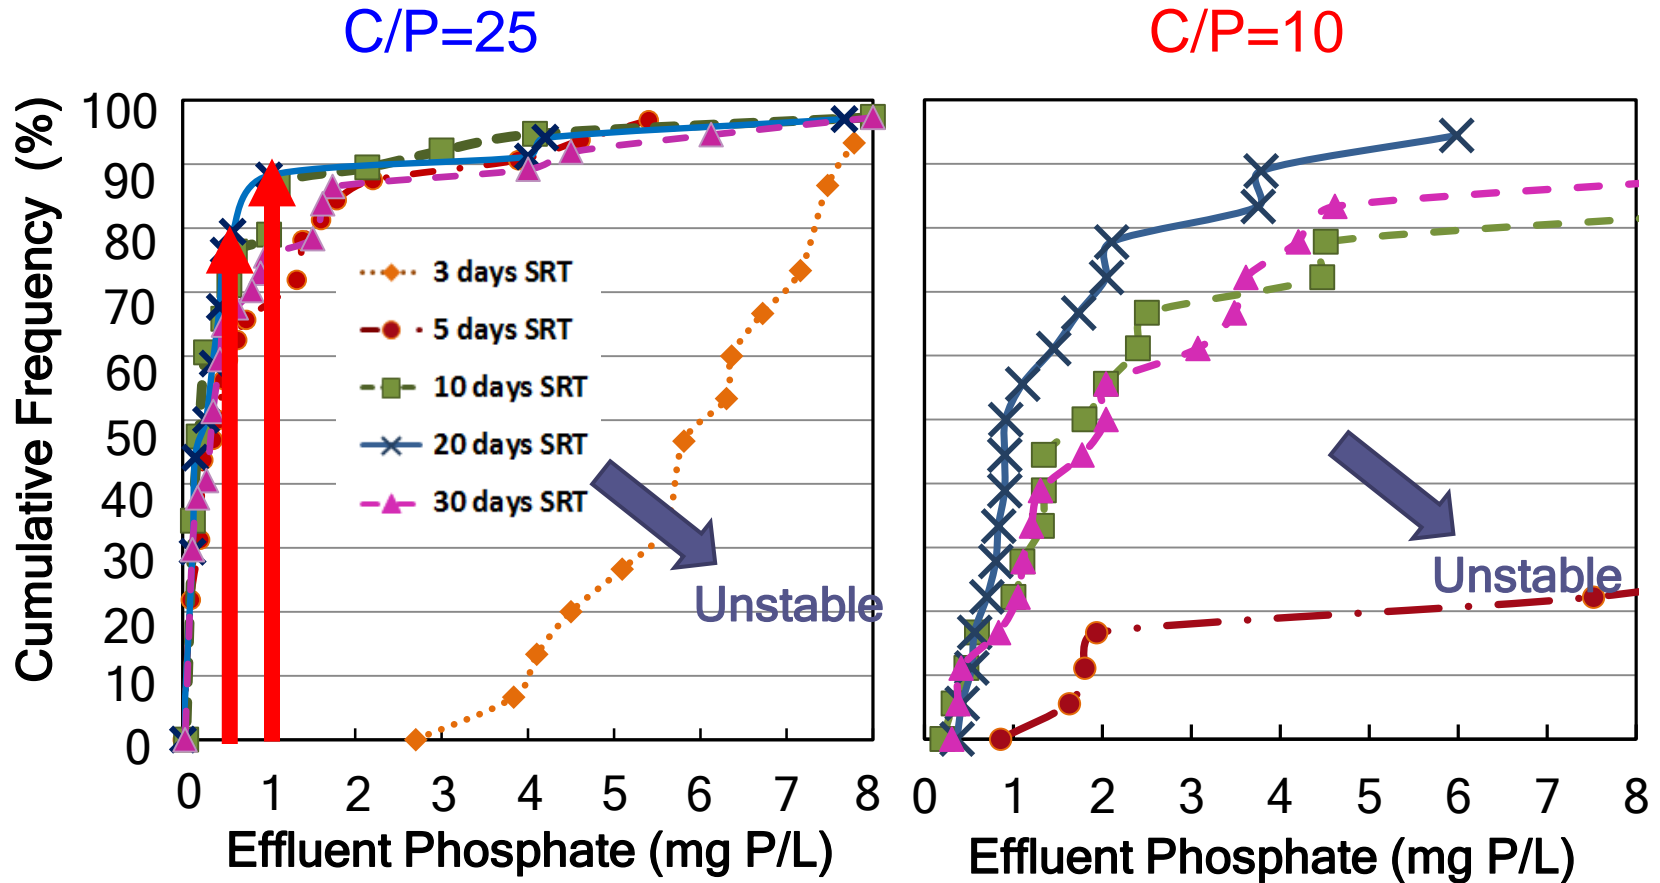 C/P=25
C/P=10
Cumulative Frequency (%)
100
90
80
70
60
50
40
30
20
10
0
3 days SRT
5 days SRT
10 days SRT
20 days SRT
30 days SRT
Unstable
Unstable
0 1 2 3 4 5 6 7 8
0 1 2 3 4 5 6 7 8
Effluent Phosphate (mg P/L)
Effluent Phosphate (mg P/L)